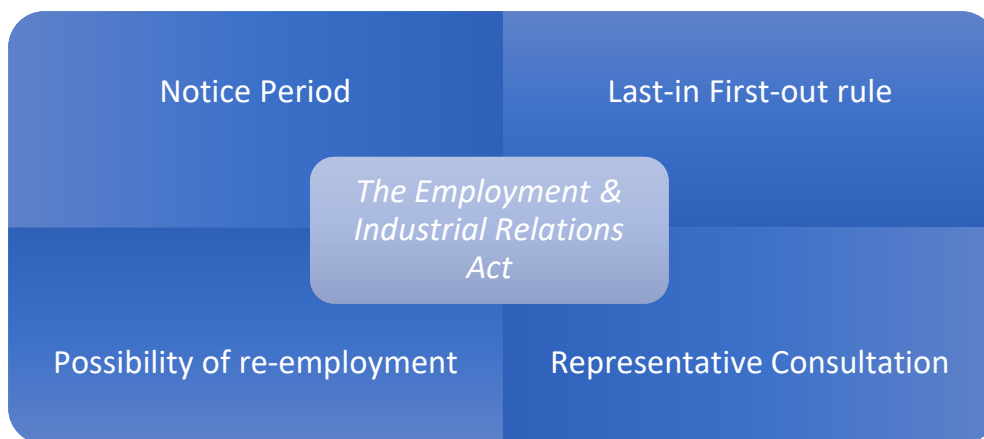 Notice Period
Last-in First-out rule
The Employment &
Industrial Relations
Act
Possibility of re-employment
Representative Consultation